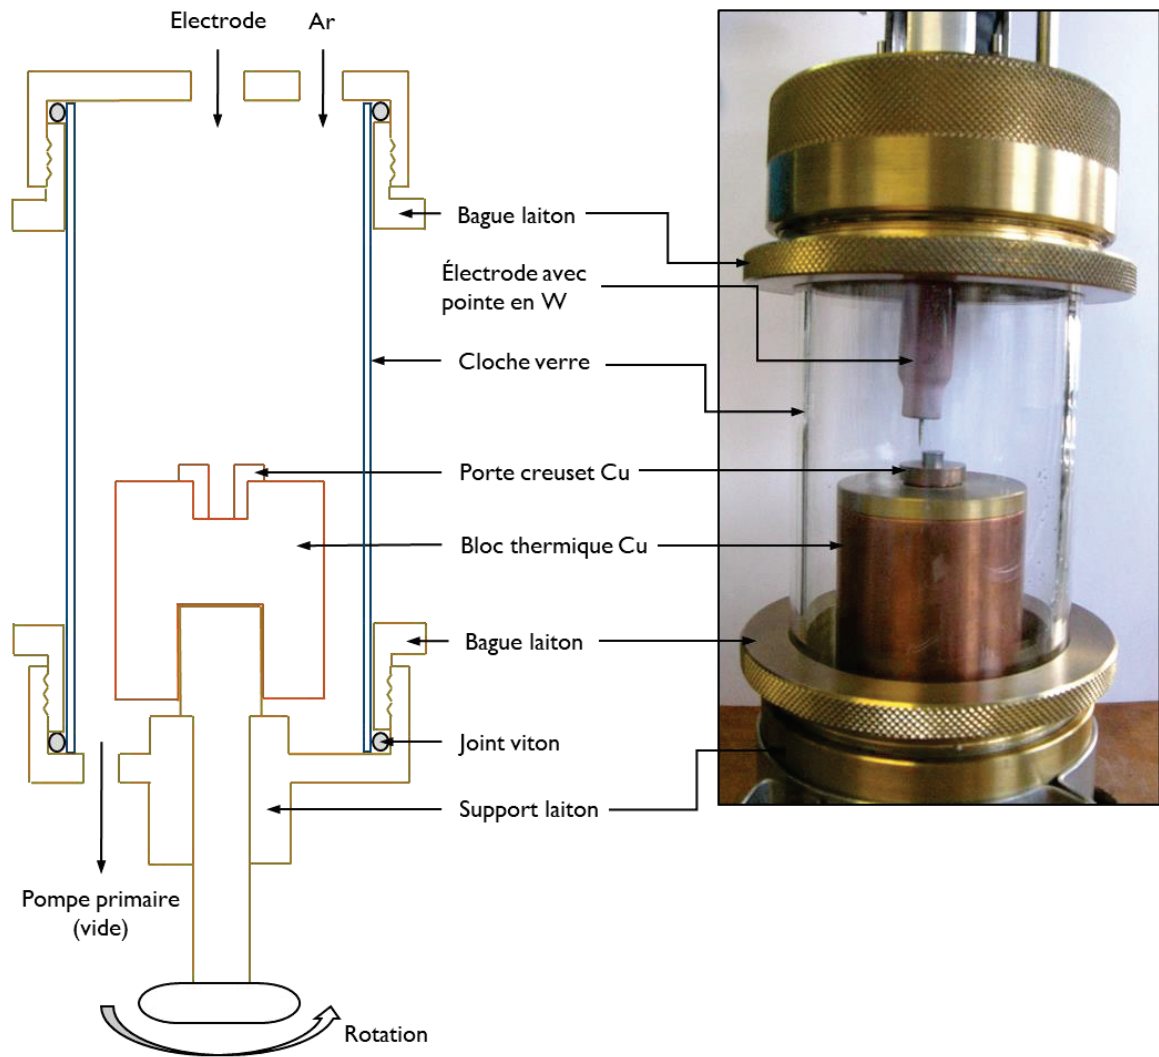 Electrode
Ar
Bague laiton
Électrode avec
pointe en W
Cloche verre
Porte creuset Cu
Bloc thermique Cu
Bague laiton
Joint viton
Support laiton
Pompe primaire
(vide)
Rotation